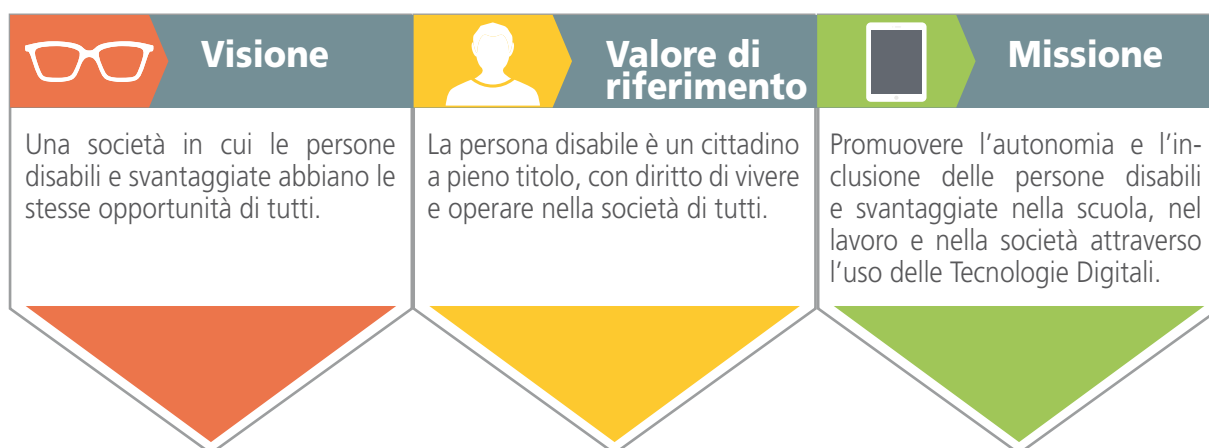 Visione
Una società in cui le persone
disabili e svantaggiate abbiano le
stesse opportunità di tutti.
Valore di
riferimento
La persona disabile è un cittadino
a pieno titolo, con diritto di vivere
e operare nella società di tutti.
Missione
Promuovere l'autonomia e l'in-
clusione delle persone disabili
e svantaggiate nella scuola, nel
lavoro e nella società attraverso
l'uso delle Tecnologie Digitali.